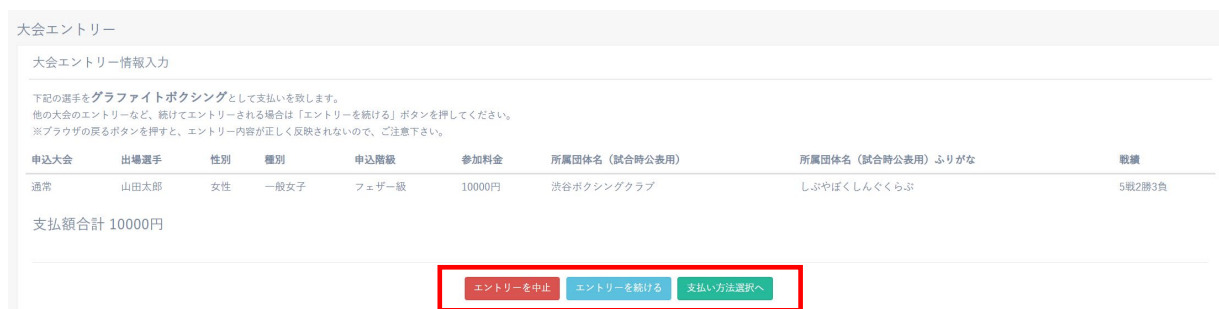 大会エントリー
大会エントリー情報入力
下記の選手をグラファイトボクシングとして支払いを致します。
他の大会のエントリーなど、続けてエントリーされる場合は「エントリーを続ける」ボタンを押してください。
※ブラウザの戻るボタンを押すと、エントリー内容が正しく反映されないので、ご注意下さい。
申込大会 出場選手 性別 種別 申込階級 参加料金 所属団体名（試合時公表用） 所属団体名（試合時公表用）ふりがな 戦績
通常 山田太郎 女性 一般女子 フェザー級 10000円 渋谷ボクシングクラブ しぶやぼくしんぐくらぶ 5戦2勝3負
支払額合計 10000円
エントリーを中止 エントリーを続ける 支払い方法選択へ